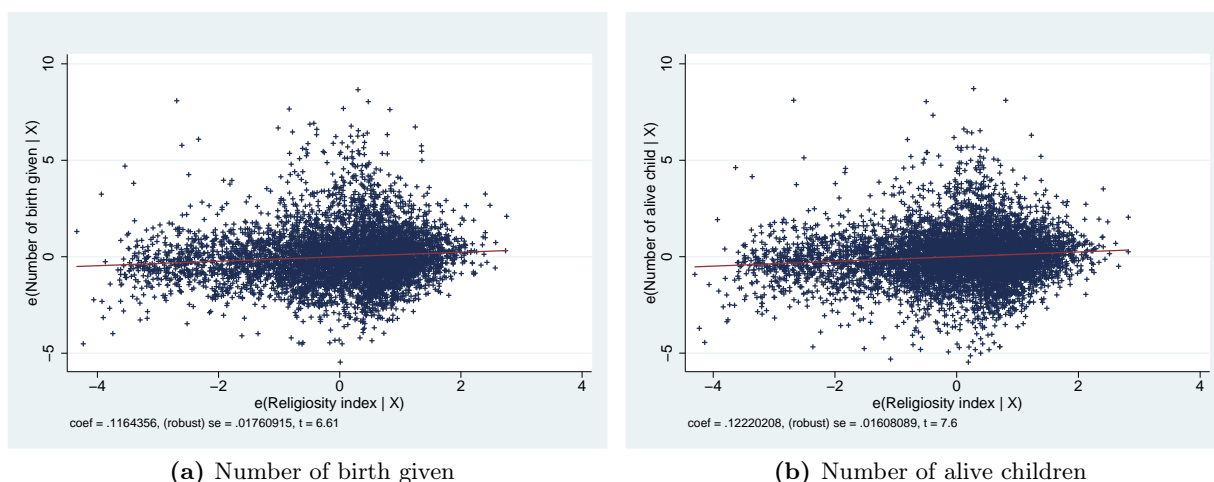 10
5
0
−5
e(Number of birth given | X)
−4
−2
0
2
4
e(Religiosity index | X)
coef = .1164356, (robust) se = .01760915, t = 6.61
(a) Number of birth given
10
5
0
−5
e(Number of alive child | X)
−4
−2
0
2
4
e(Religiosity index | X)
coef = .12220208, (robust) se = .01608089, t = 7.6
(b) Number of alive children